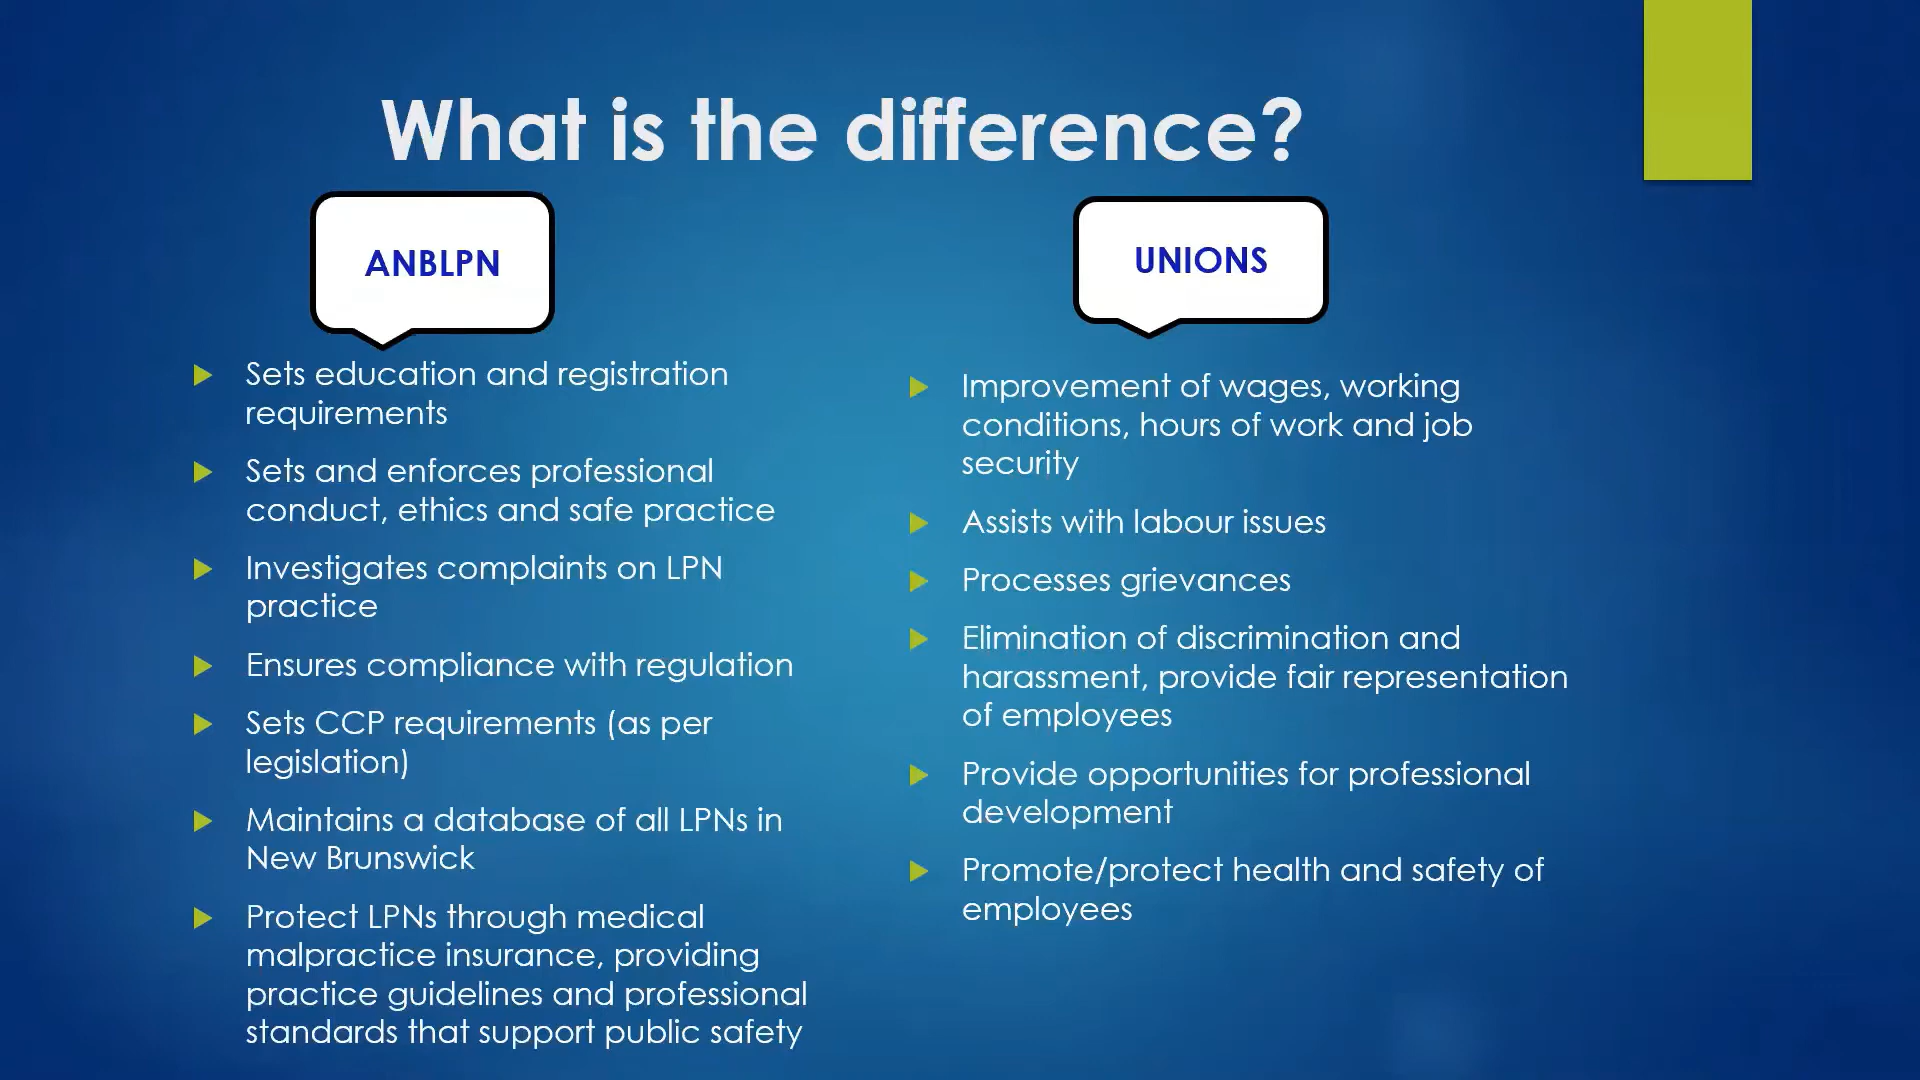 What is the difference?
ANBLPN
Sets education and registration
requirements
Sets and enforces professional
conduct, ethics and safe practice
Investigates complaints on LPN
practice
Ensures compliance with regulation
Sets CCP requirements (as per
legislation)
Maintains a database of all LPNs in
New Brunswick
Protect LPNs through medical
malpractice insurance, providing
practice guidelines and professional
standards that support public safety
UNIONS
Improvement of wages, working
conditions, hours of work and job
security
Assists with labour issues
Processes grievances
Elimination of discrimination and
harassment, provide fair representation
of employees
Provide opportunities for professional
development
Promote/protect health and safety of
employees